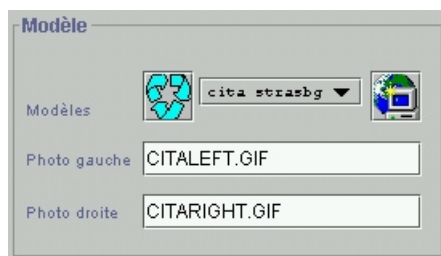 Modèle
Modèles cita strasbg
Photo gauche CITALEFT.GIF
Photo droite CITARIGHT.GIF